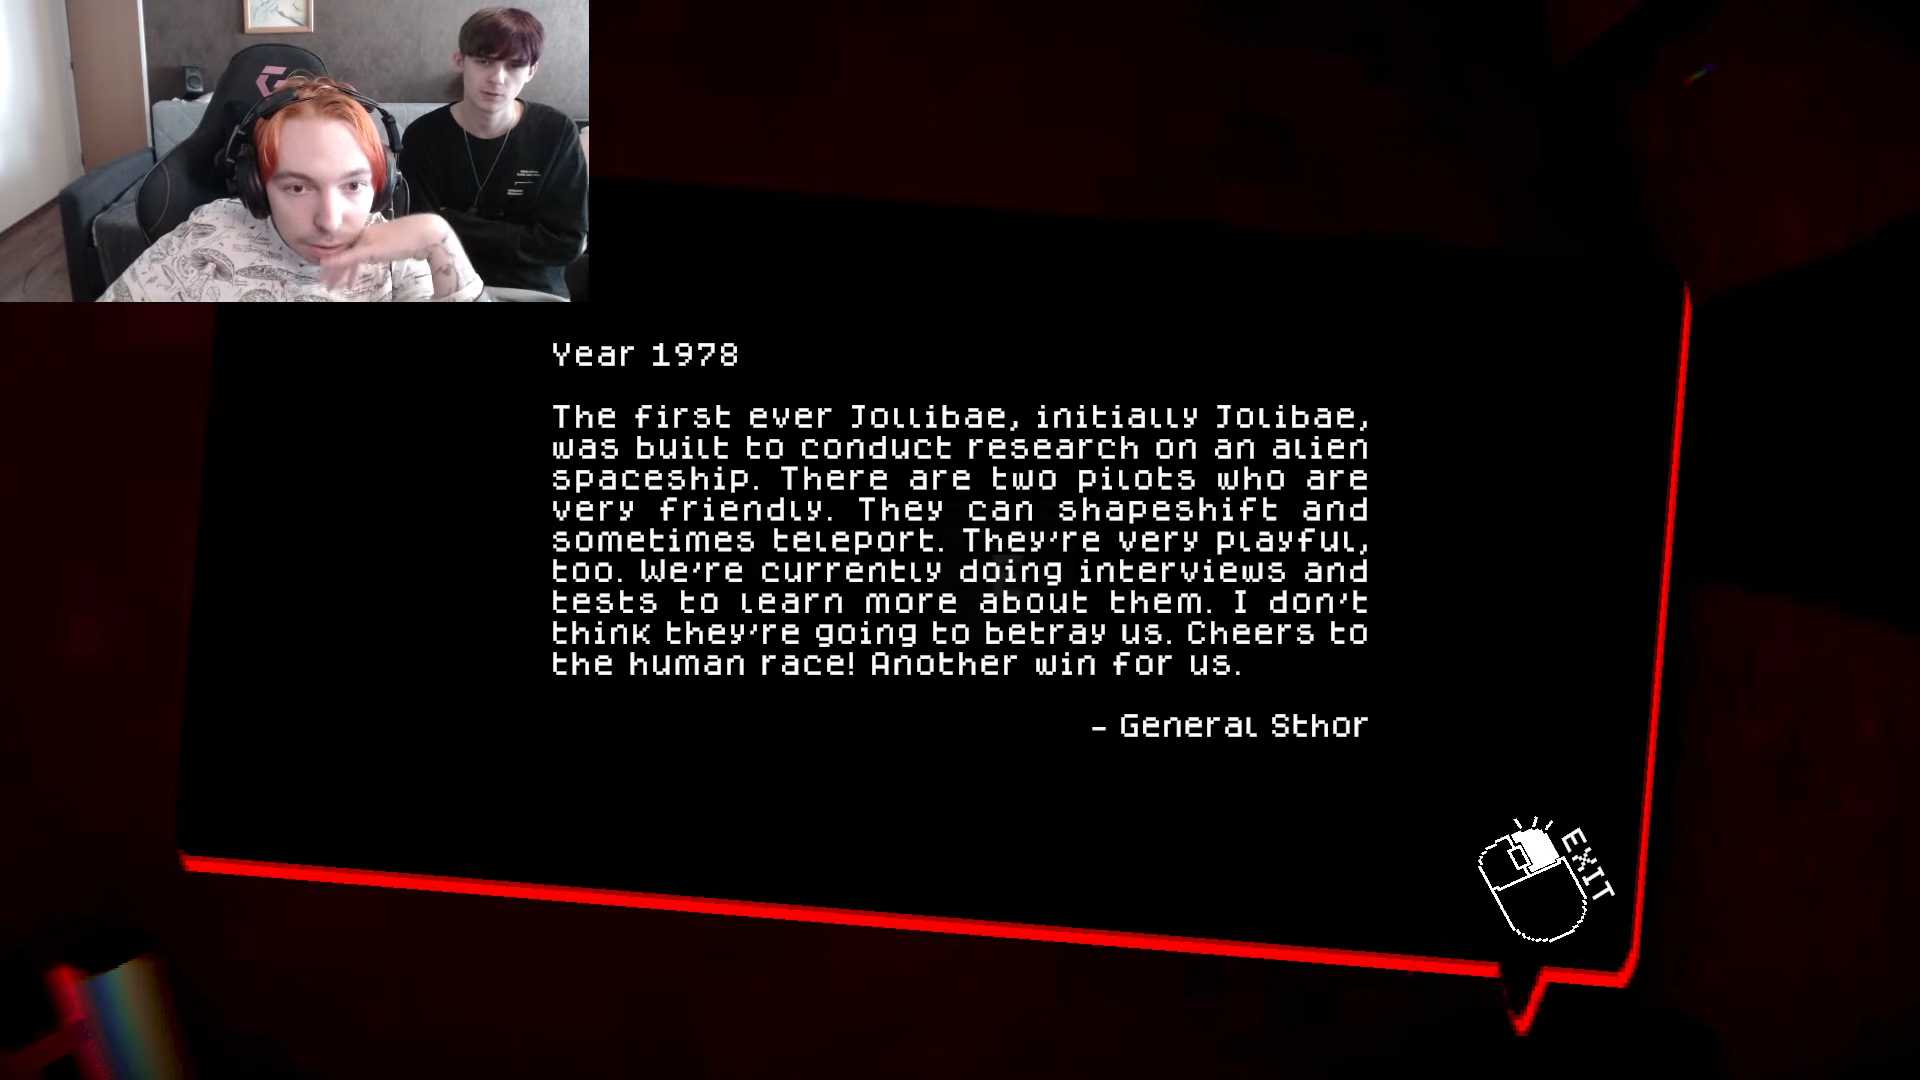 Year 1978
The first ever Jollibae, initially Jolibae,
was built to conduct research on an alien
spaceship. There are two pilots who are
very friendly. They can shapeshift and
sometimes teleport. They're very playful,
too. We're currently doing interviews and
tests to learn more about them. I don't
think they're going to betray us. Cheers to
the human race! Another win for us.
- General Sthor
EXIT